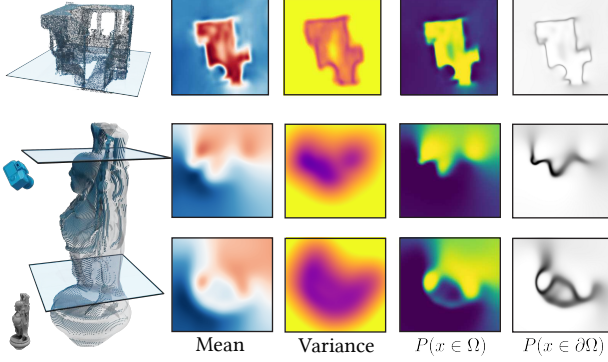 Mean Variance P(x ∈ Ω) P(x ∈ ∂Ω)